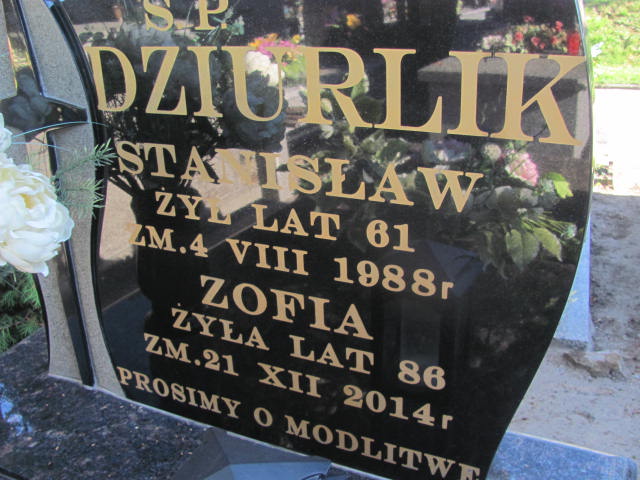 Ś.P.
DZIURLIK
STANISŁAW
ŻYŁ LAT 61
ZM.4 VIII 1988r
ZOFIA
ŻYŁA LAT 86
ZM.21 XII 2014r
PROSIMY O MODLITWĘ